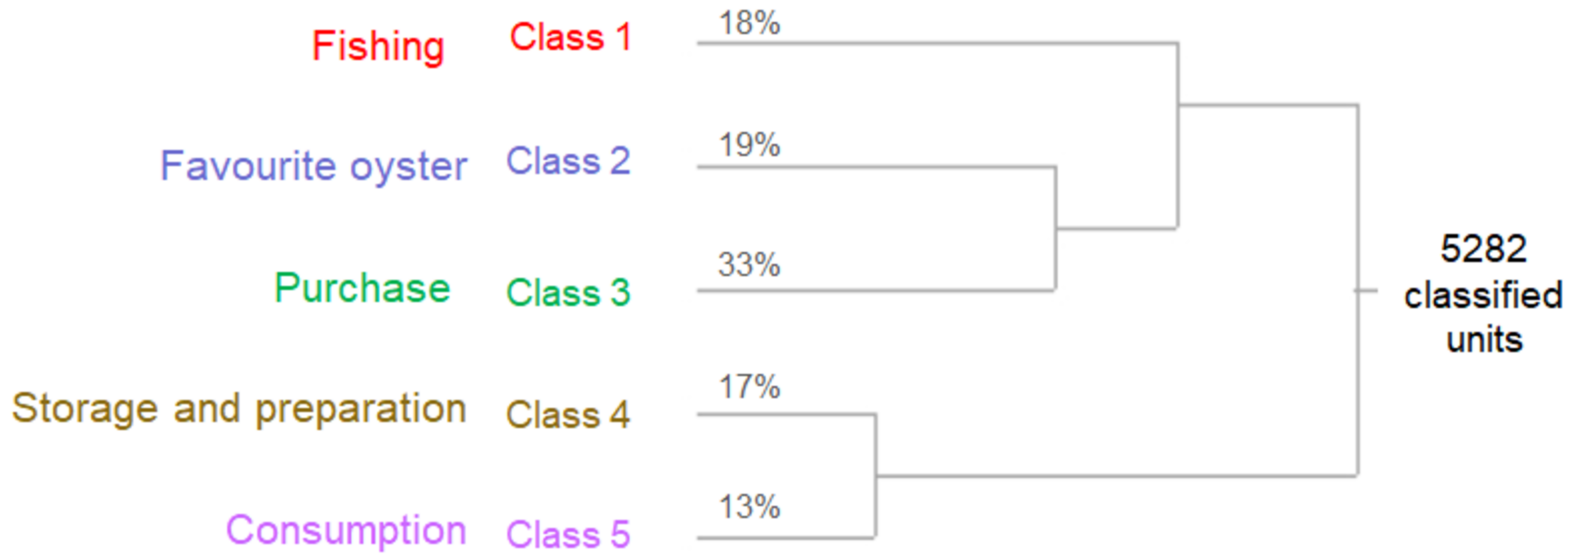 Fishing Class 1 18%
Favourite oyster Class 2 19%
Purchase Class 3 33%
Storage and preparation Class 4 17%
Consumption Class 5 13%
5282
classified
units